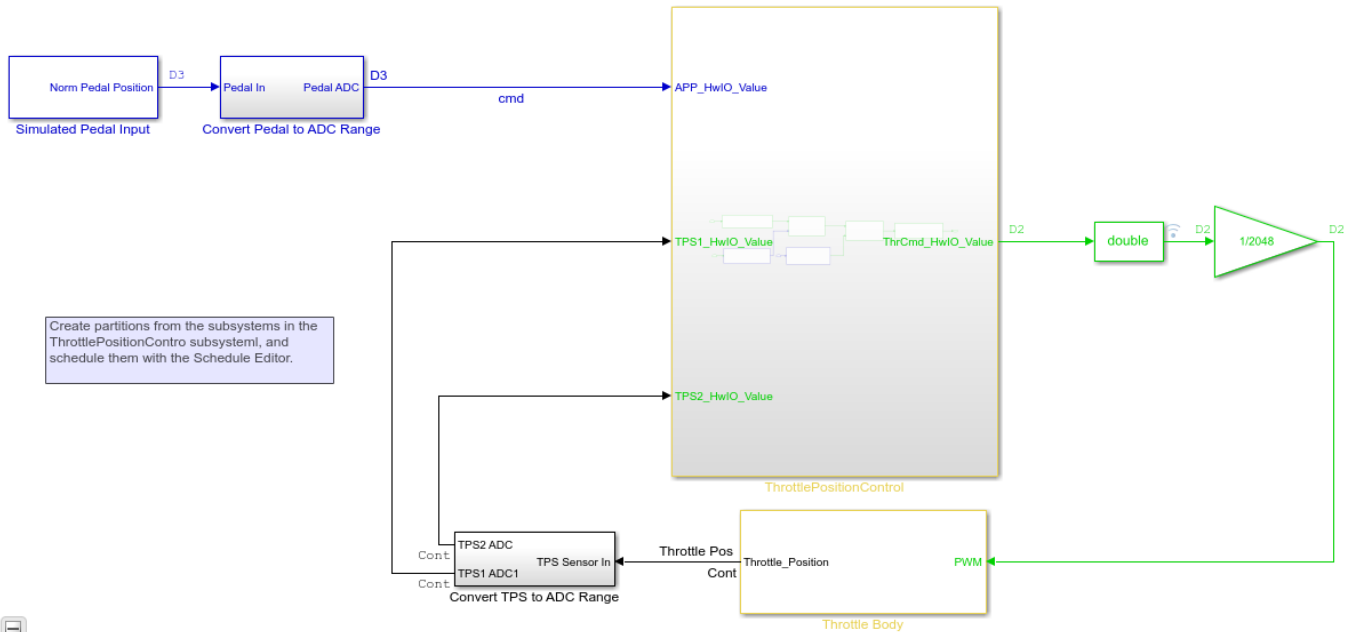 Norm Pedal Position
D3
Simulated Pedal Input
Pedal In
Pedal ADC
Convert Pedal to ADC Range
D3
cmd
APP_HwIO_Value
TPS1_HwIO_Value
ThrCmd_HwIO_Value
TPS2_HwIO_Value
ThrottlePositionControl
D2
double
D2
1/2048
D2
Create partitions from the subsystems in the
ThrottlePositionContro subsysteml, and
schedule them with the Schedule Editor.
TPS2 ADC
TPS Sensor In
TPS1 ADC1
Cont
Cont
Convert TPS to ADC Range
Throttle Pos
Cont
Throttle_Position
PWM
Throttle Body